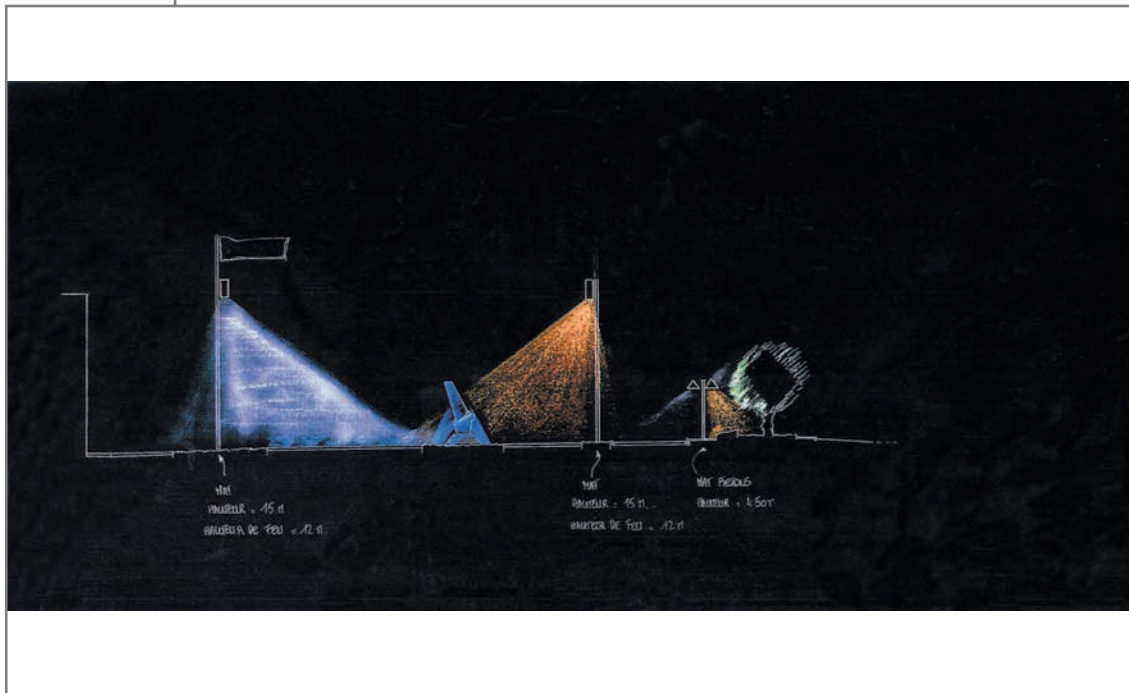 MAT
HAUTEUR = 15 M
HAUTEUR DE FEU = 12 M.
MAT
HAUTEUR = 15 M.
HAUTEUR DE FEU = 12 M
MAT PIETONS
HAUTEUR = 4.50 M